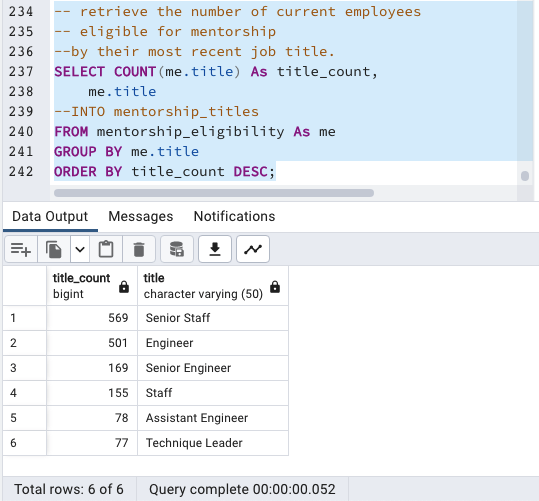 234 -- retrieve the number of current employees
235 -- eligible for mentorship
236 --by their most recent job title.
237 SELECT COUNT(me.title) As title_count,
238 me.title
239 --INTO mentorship_titles
240 FROM mentorship_eligibility As me
241 GROUP BY me.title
242 ORDER BY title_count DESC;
Data Output Messages Notifications
title_count title
bigint character varying (50)
1 569 Senior Staff
2 501 Engineer
3 169 Senior Engineer
4 155 Staff
5 78 Assistant Engineer
6 77 Technique Leader
Total rows: 6 of 6 Query complete 00:00:00.052